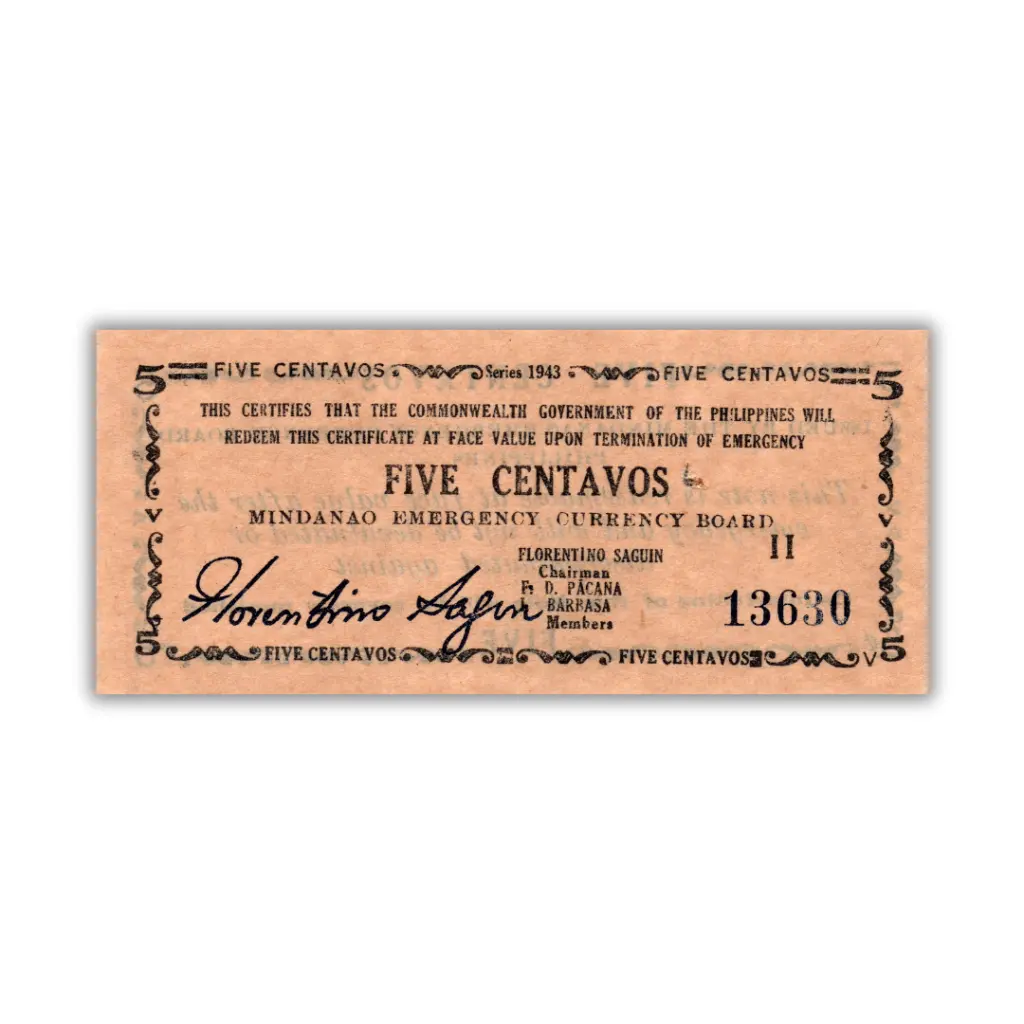 5 FIVE CENTAVOS Series 1943 FIVE CENTAVOS 5
THIS CERTIFIES THAT THE COMMONWEALTH GOVERNMENT OF THE PHILIPPINES WILL
REDEEM THIS CERTIFICATE AT FACE VALUE UPON TERMINATION OF EMERGENCY
FIVE CENTAVOS
MINDANAO EMERGENCY CURRENCY BOARD
V V
II
FLORENTINO SAGUIN
Chairman
Florentino Saguin
F. D. PACANA
BARBASA
Members
13630
5 FIVE CENTAVOS FIVE CENTAVOS V 5